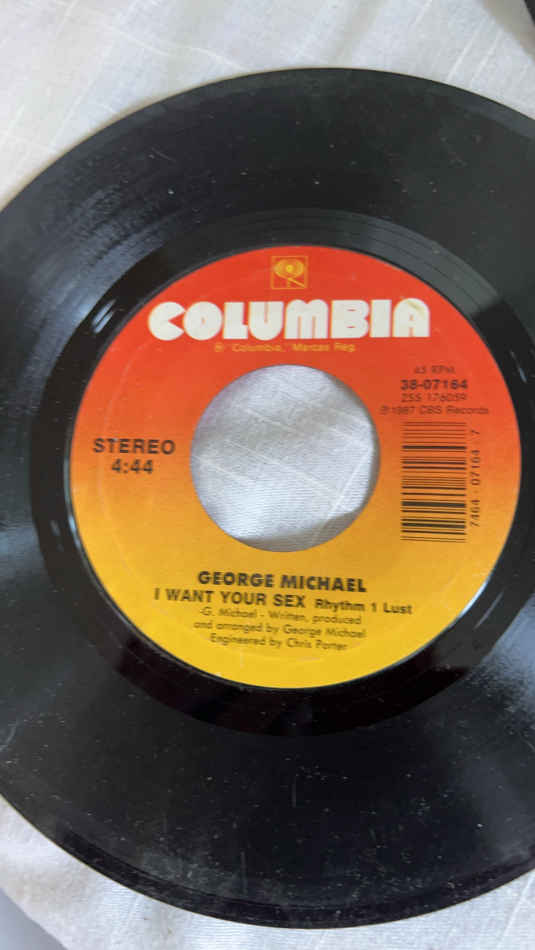 COLUMBIA
® "Columbia," Marcas Reg.
45 RPM
38-07164
ZSS 176059
℗1987 CBS Records
STEREO
4:44
7464 - 07164 - 7
GEORGE MICHAEL
I WANT YOUR SEX Rhythm 1 Lust
-G. Michael - Written, produced
and arranged by George Michael
Engineered by Chris Porter